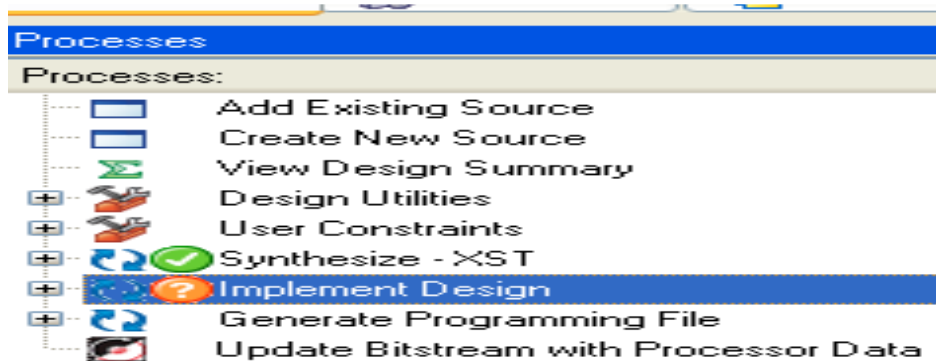 Processes
Processes:
Add Existing Source
Create New Source
View Design Summary
Design Utilities
User Constraints
Synthesize - XST
Implement Design
Generate Programming File
Update Bitstream with Processor Data